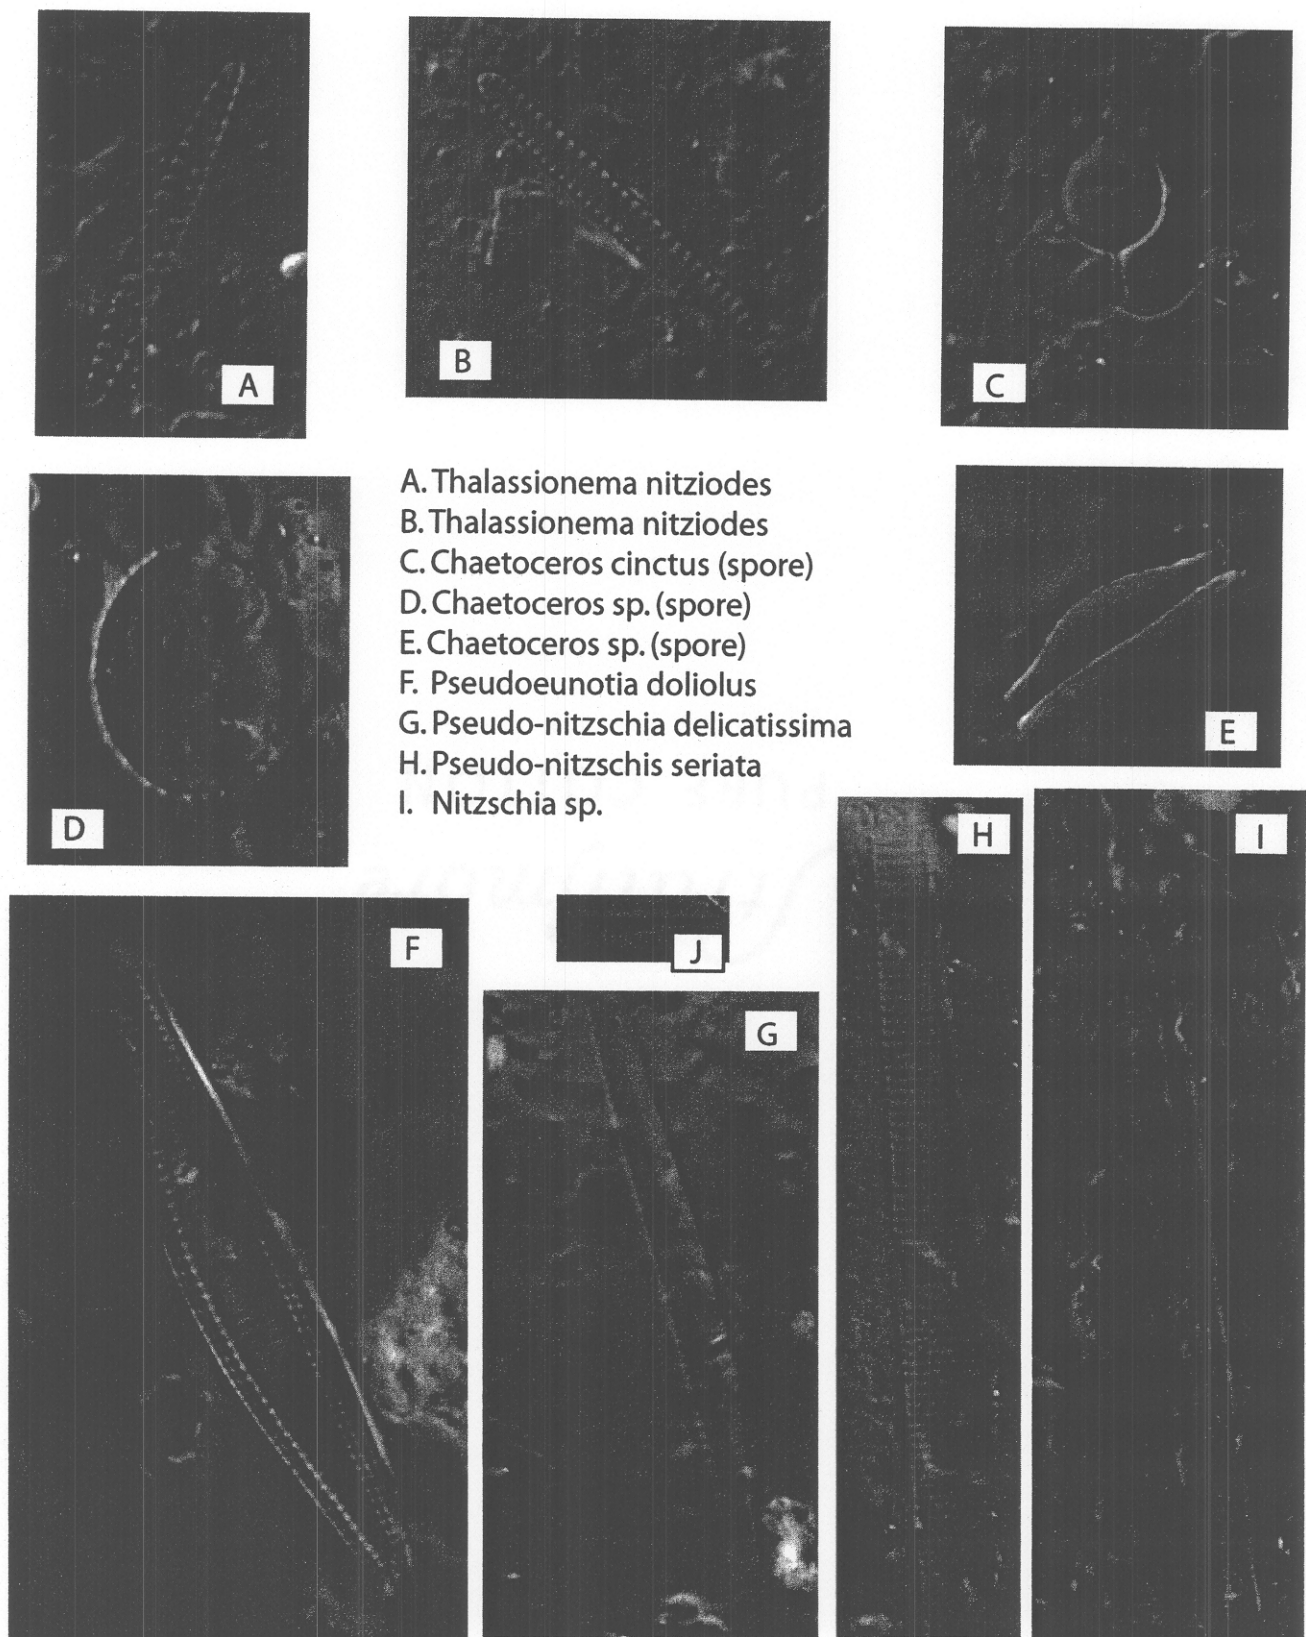 A
B
C
A. Thalassionema nitziodes
B. Thalassionema nitziodes
C. Chaetoceros cinctus (spore)
D. Chaetoceros sp. (spore)
E. Chaetoceros sp. (spore)
F. Pseudoeunotia doliolus
G. Pseudo-nitzschia delicatissima
H. Pseudo-nitzschis seriata
I. Nitzschia sp.
D
E
H
I
F
J
G